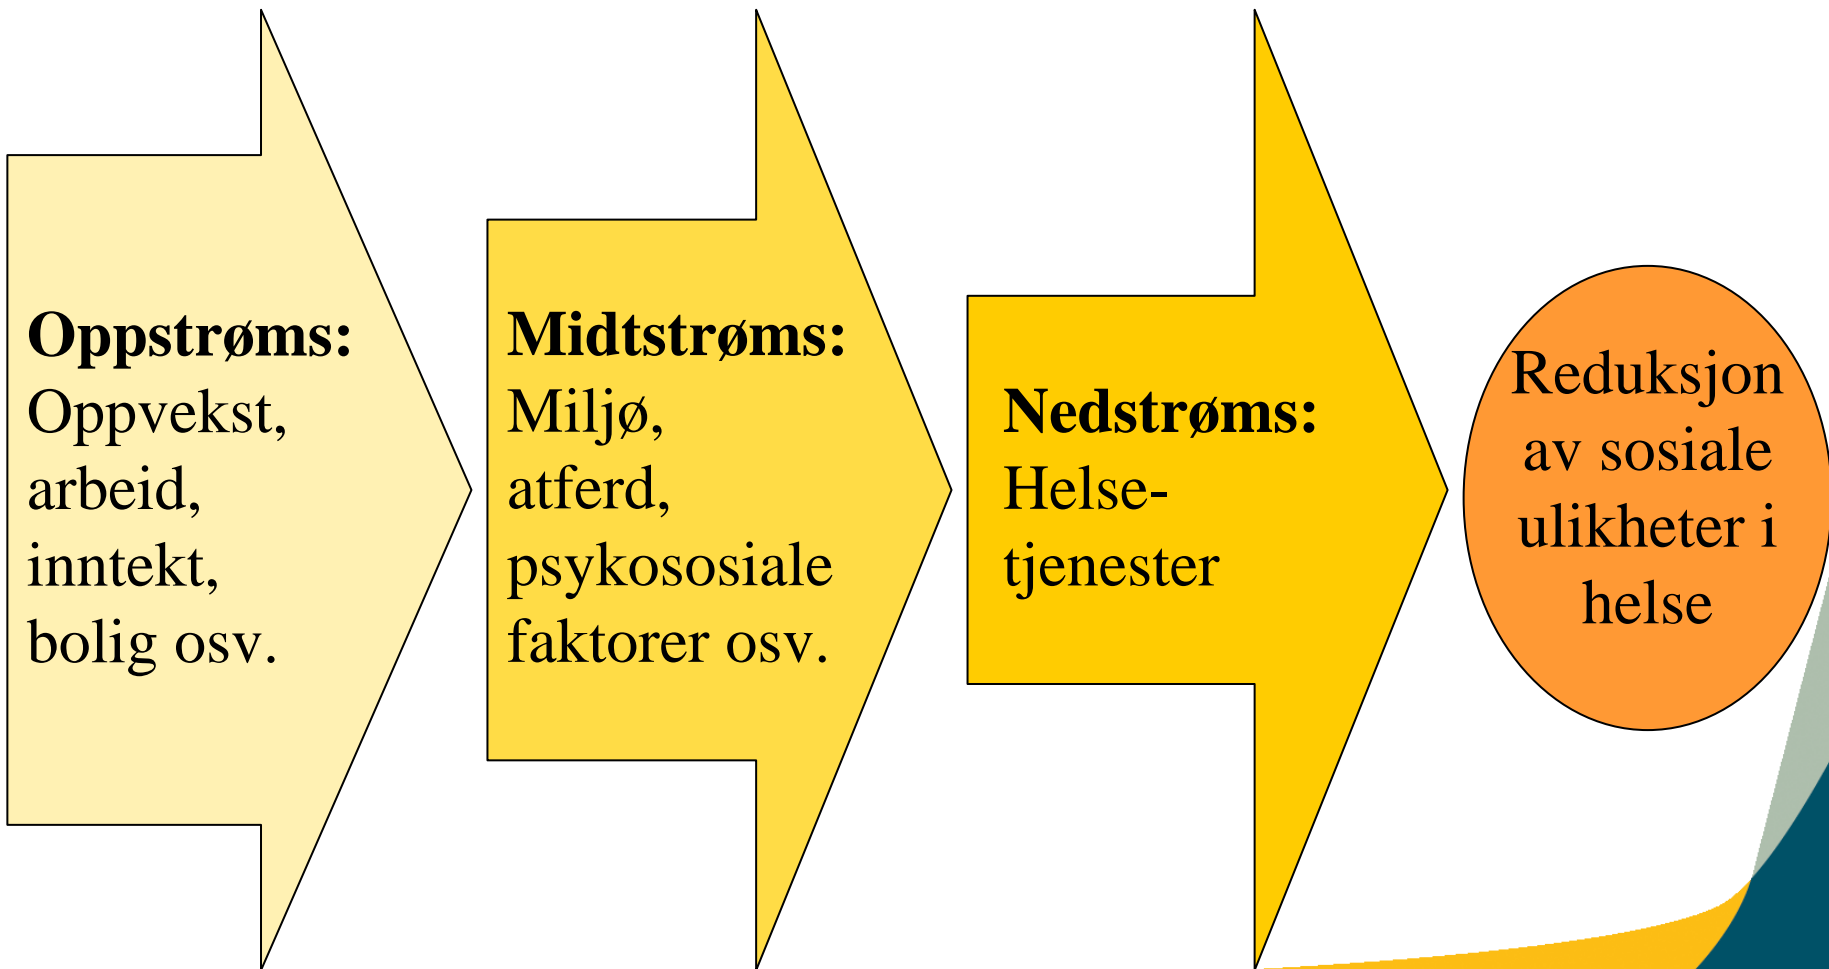 Oppstrøms:
Oppvekst,
arbeid,
inntekt,
bolig osv.
Midtstrøms:
Miljø,
atferd,
psykososiale
faktorer osv.
Nedstrøms:
Helse-
tjenester
Reduksjon
av sosiale
ulikheter i
helse